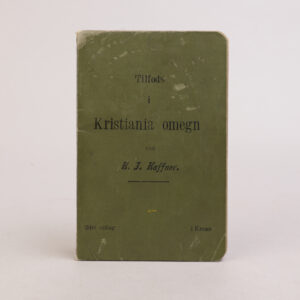 Tilfods
i
Kristiania omegn
H. J. Haffner.
1 Krone